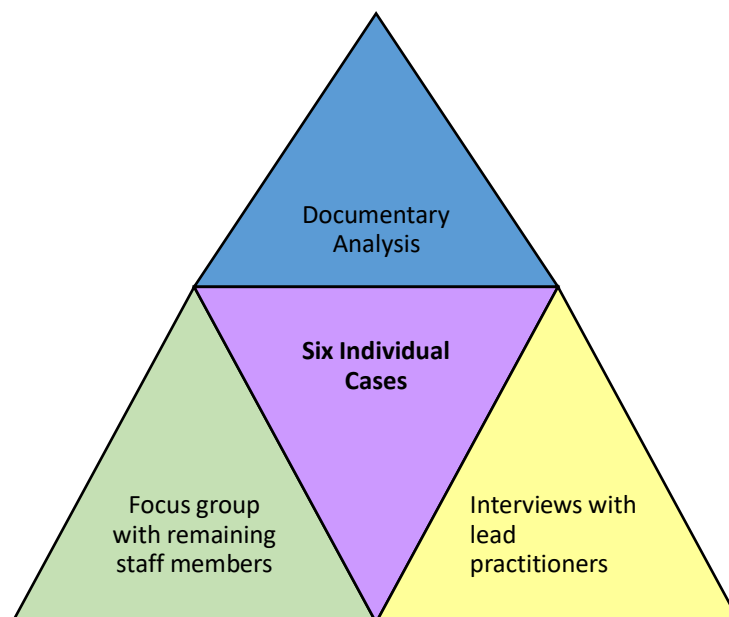 Documentary
Analysis
Six Individual
Cases
Focus group
with remaining
staff members
Interviews with
lead
practitioners